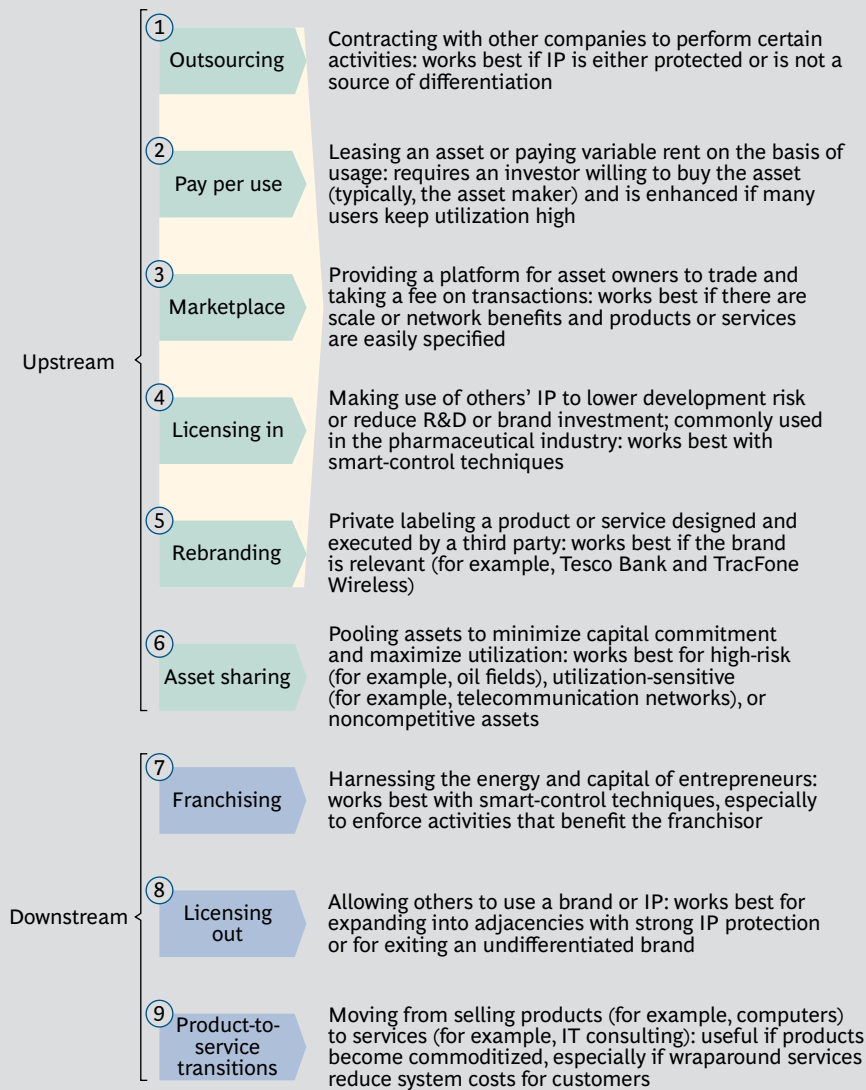 1
Outsourcing
Contracting with other companies to perform certain
activities: works best if IP is either protected or is not a
source of differentiation
2
Pay per use
Leasing an asset or paying variable rent on the basis of
usage: requires an investor willing to buy the asset
(typically, the asset maker) and is enhanced if many
users keep utilization high
3
Marketplace
Providing a platform for asset owners to trade and
taking a fee on transactions: works best if there are
scale or network benefits and products or services
are easily specified
Upstream
4
Licensing in
Making use of others’ IP to lower development risk
or reduce R&D or brand investment; commonly used
in the pharmaceutical industry: works best with
smart-control techniques
5
Rebranding
Private labeling a product or service designed and
executed by a third party: works best if the brand
is relevant (for example, Tesco Bank and TracFone
Wireless)
6
Asset sharing
Pooling assets to minimize capital commitment
and maximize utilization: works best for high-risk
(for example, oil fields), utilization-sensitive
(for example, telecommunication networks), or
noncompetitive assets
7
Franchising
Harnessing the energy and capital of entrepreneurs:
works best with smart-control techniques, especially
to enforce activities that benefit the franchisor
Downstream
8
Licensing
out
Allowing others to use a brand or IP: works best for
expanding into adjacencies with strong IP protection
or for exiting an undifferentiated brand
9
Product-to-
service
transitions
Moving from selling products (for example, computers)
to services (for example, IT consulting): useful if products
become commoditized, especially if wraparound services
reduce system costs for customers